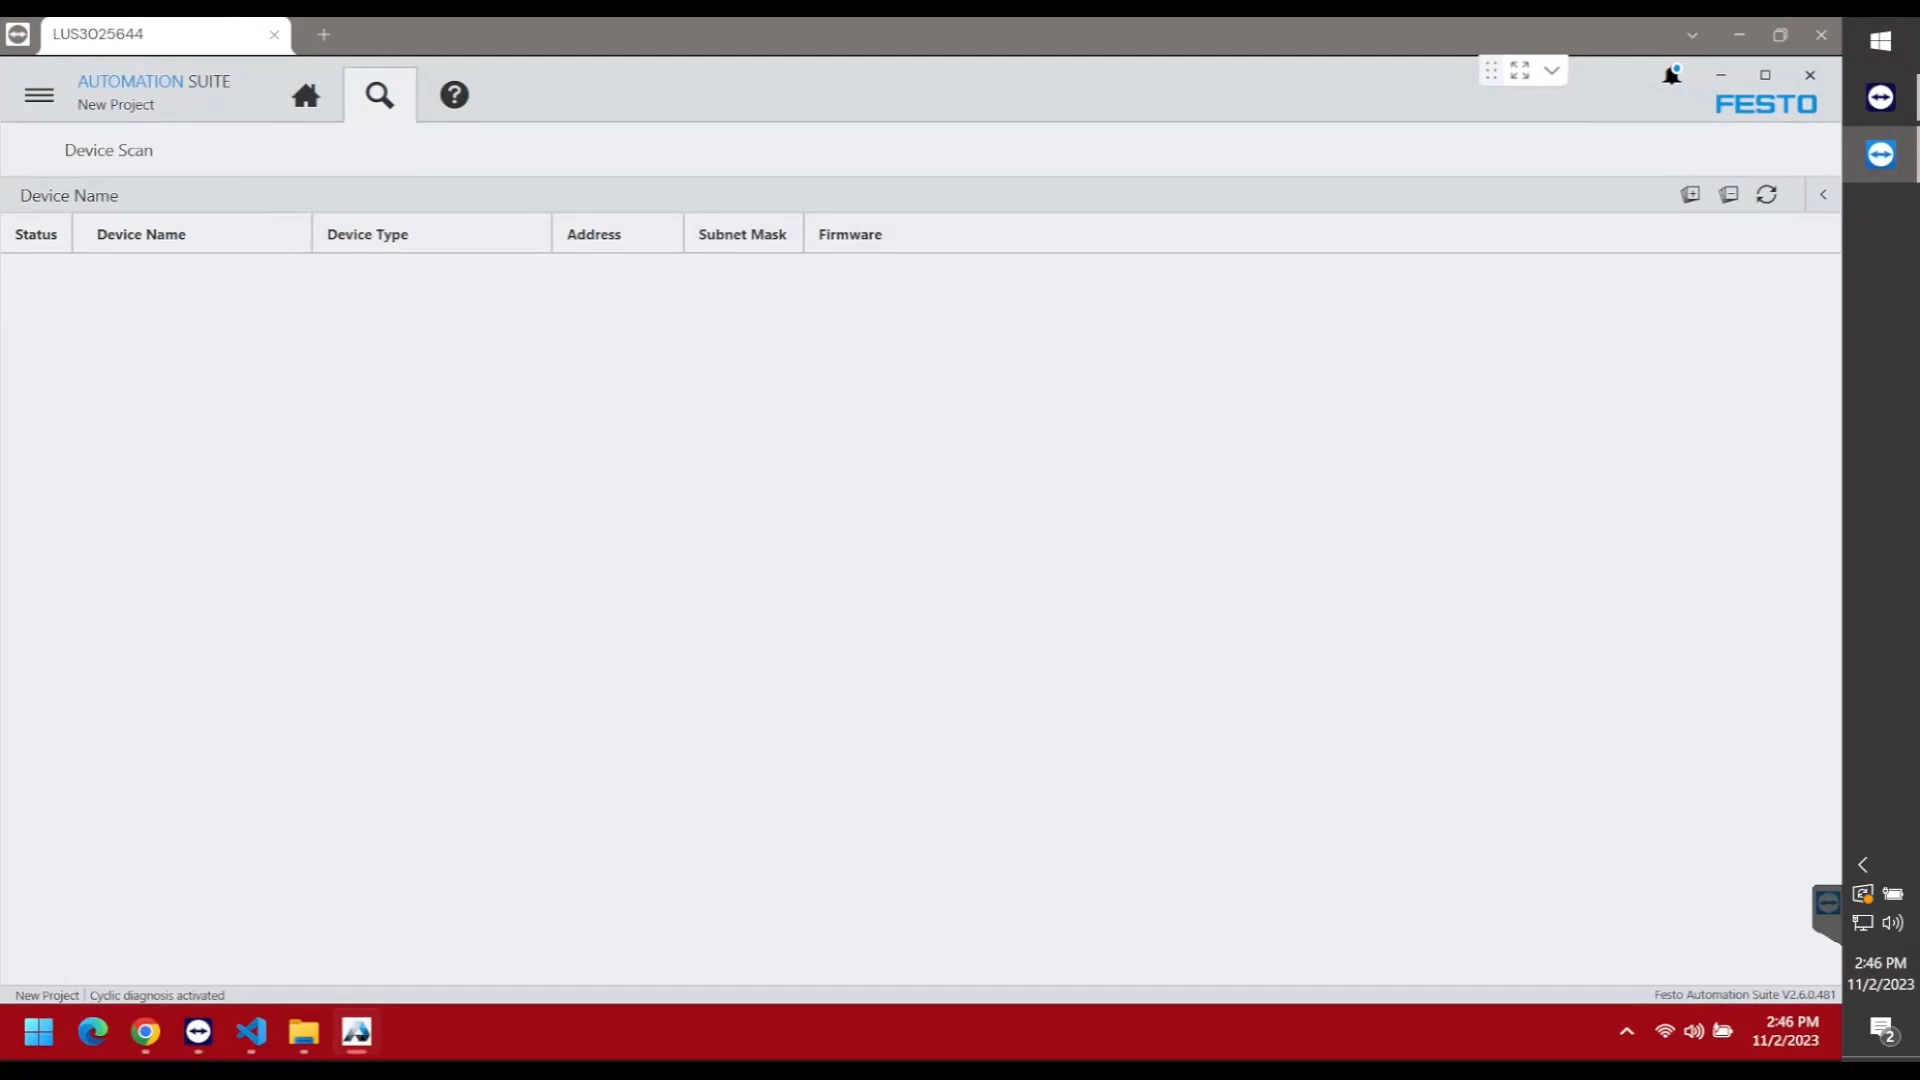 LUS3O25644
AUTOMATION SUITE
New Project
FESTO
Device Scan
Device Name
Status Device Name Device Type Address Subnet Mask Firmware
New Project Cyclic diagnosis activated
Festo Automation Suite V2.6.0.481
2:46 PM
11/2/2023
2:46 PM
11/2/2023
2